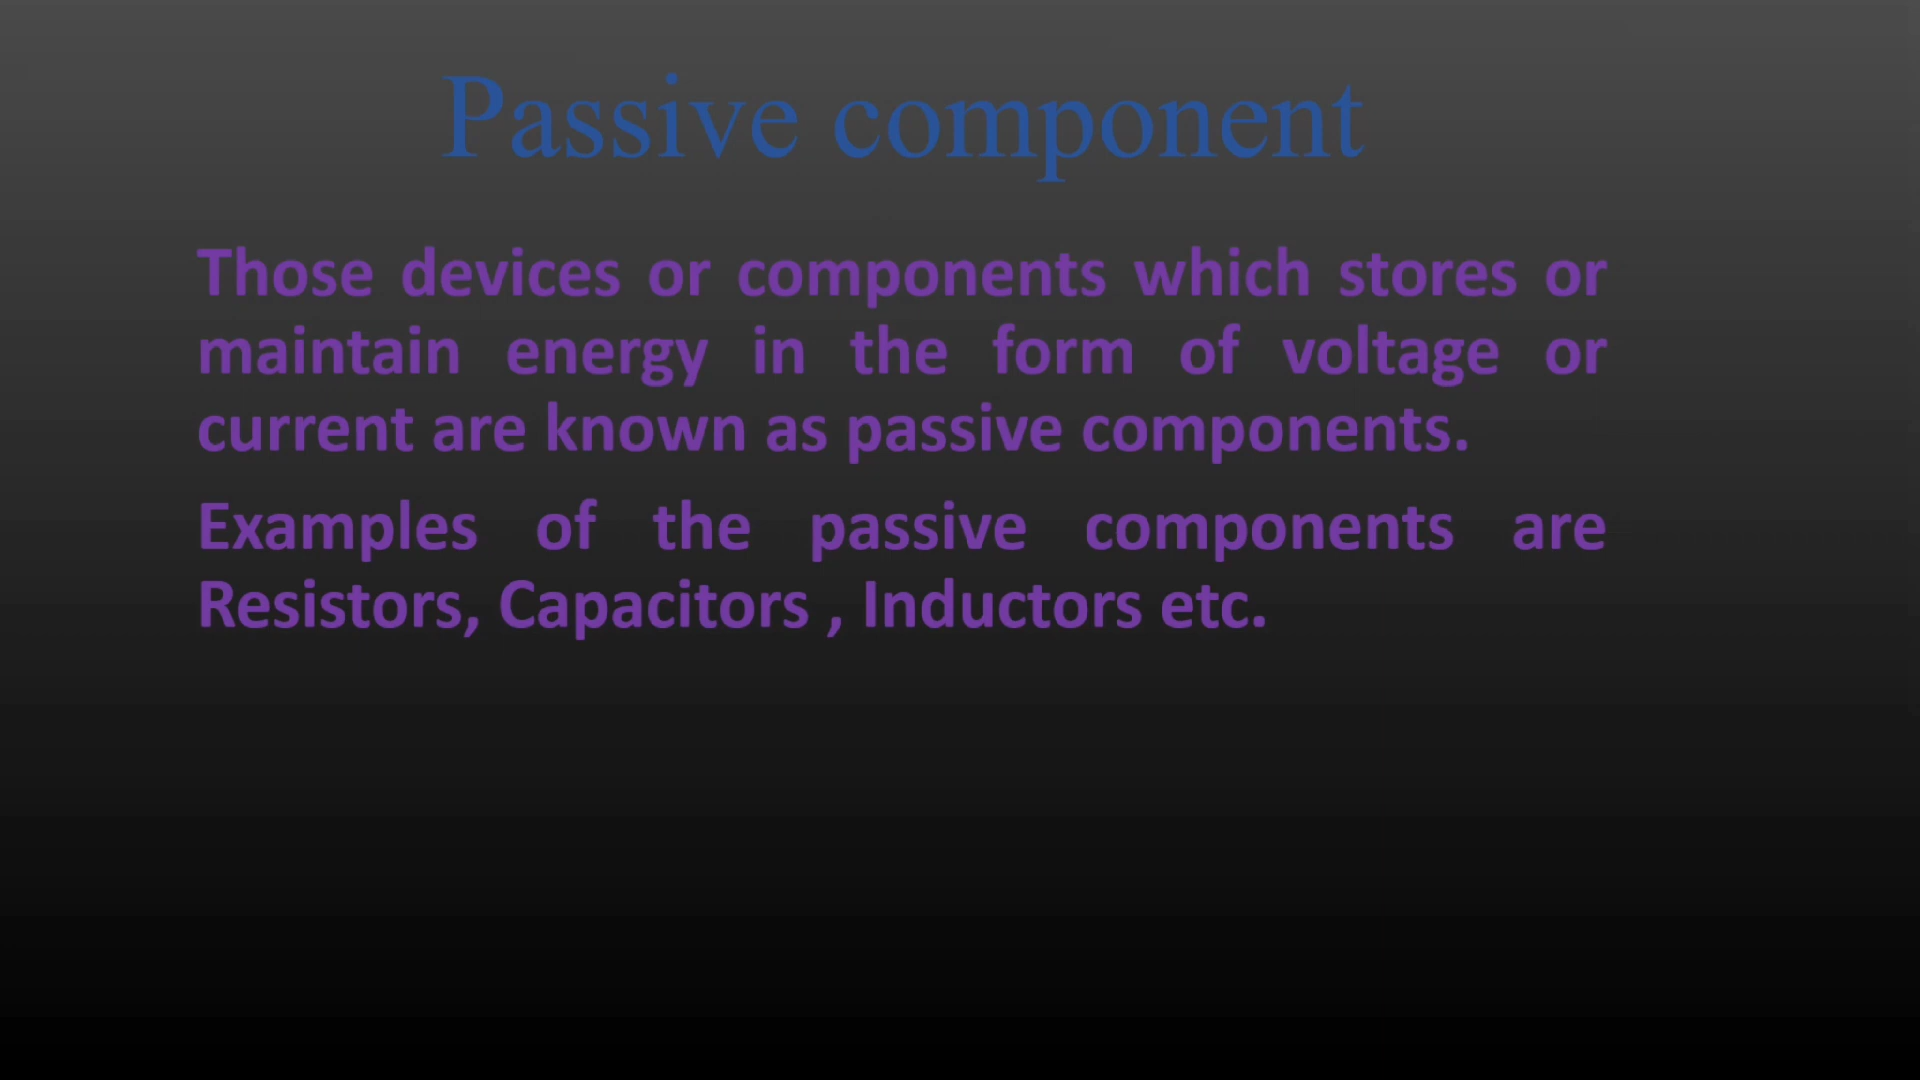 Passive component
Those devices or components which stores or
maintain energy in the form of voltage or
current are known as passive components.
Examples of the passive components are
Resistors, Capacitors , Inductors etc.